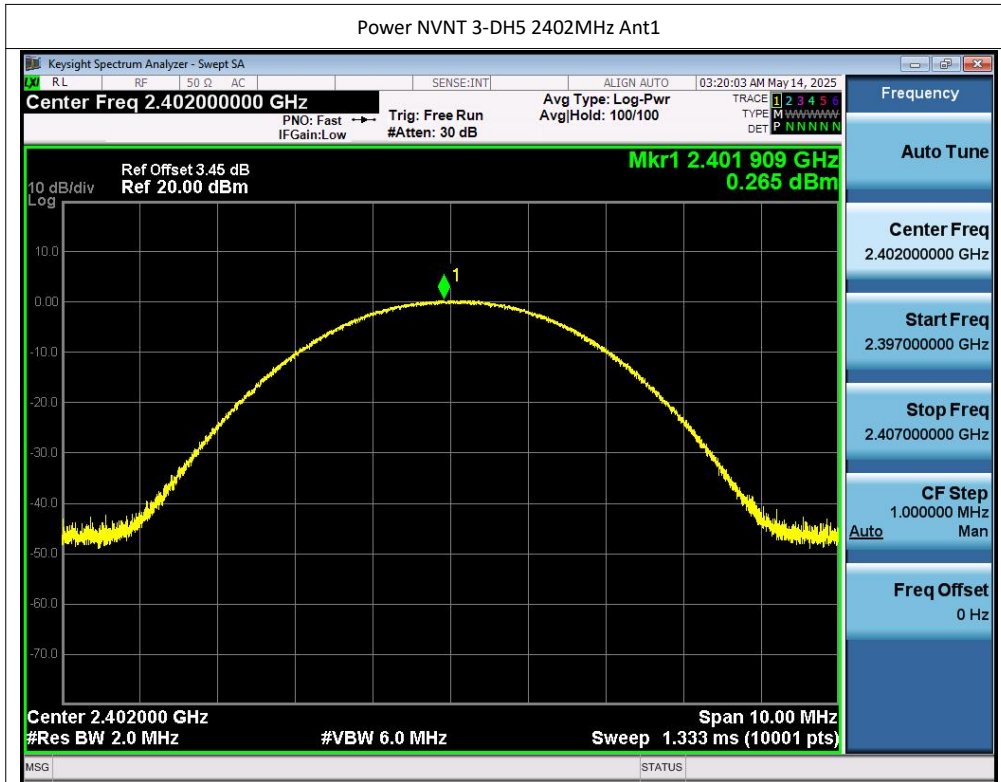 Power NVNT 3-DH5 2402MHz Ant1
Keysight Spectrum Analyzer - Swept SA
LXI RL RF 50 Ω AC SENSE:INT ALIGN AUTO 03:20:03 AM May 14, 2025
Center Freq 2.402000000 GHz
PNO: Fast
IFGain:Low
Trig: Free Run
#Atten: 30 dB
Avg Type: Log-Pwr
Avg|Hold: 100/100
TRACE 1 2 3 4 5 6
TYPE M WWWWW
DET P N N N N N
Ref Offset 3.45 dB
Ref 20.00 dBm
Mkr1 2.401 909 GHz
0.265 dBm
10 dB/div
Log
10.0
0.00
-10.0
-20.0
-30.0
-40.0
-50.0
-60.0
-70.0
1
Center 2.402000 GHz
Span 10.00 MHz
#Res BW 2.0 MHz
#VBW 6.0 MHz
Sweep 1.333 ms (10001 pts)
MSG
STATUS
Frequency
Auto Tune
Center Freq
2.402000000 GHz
Start Freq
2.397000000 GHz
Stop Freq
2.407000000 GHz
CF Step
1.000000 MHz
Auto Man
Freq Offset
0 Hz